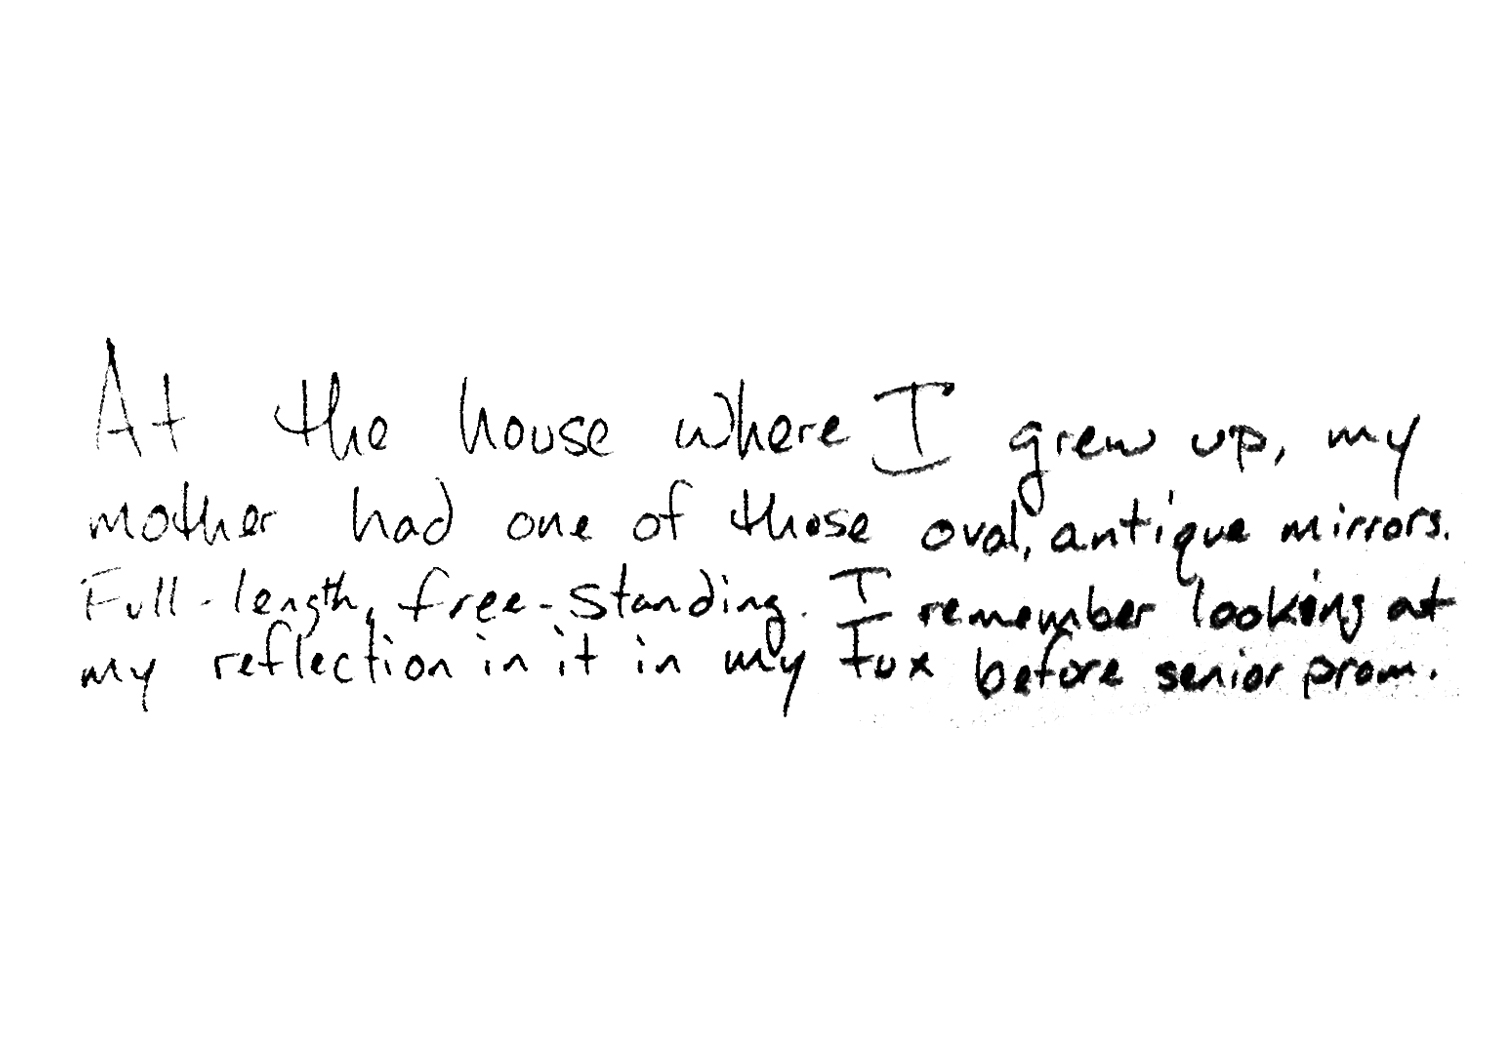 At the house where I grew up, my
mother had one of those oval, antique mirrors.
Full-length, free-standing. I remember looking at
my reflection in it in my tux before senior prom.